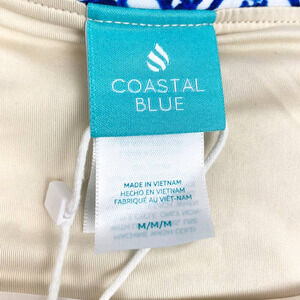 COASTAL
BLUE
MADE IN VIETNAM
HECHO EN VIETNAM
FABRIQUÉ AU VIÊT-NAM
M/M/M